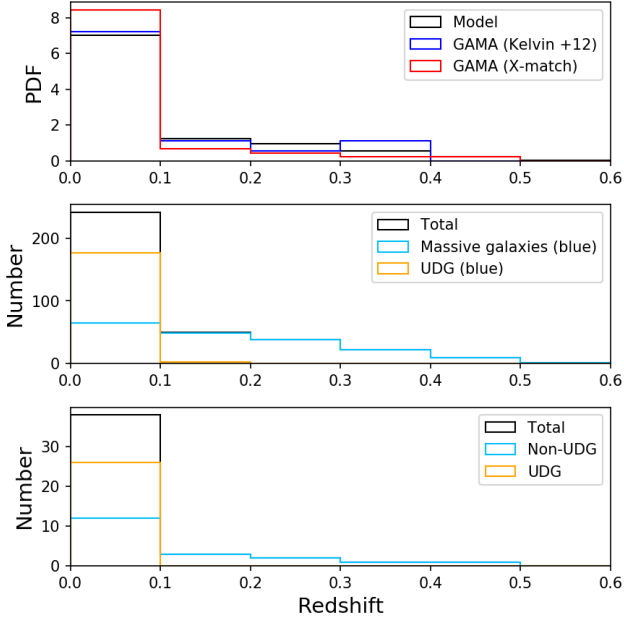 8
6
4
2
0
PDF
Model
GAMA (Kelvin +12)
GAMA (X-match)
0.0 0.1 0.2 0.3 0.4 0.5 0.6
200
100
0
Number
Total
Massive galaxies (blue)
UDG (blue)
0.0 0.1 0.2 0.3 0.4 0.5 0.6
30
20
10
0
Number
Total
Non-UDG
UDG
0.0 0.1 0.2 0.3 0.4 0.5 0.6
Redshift